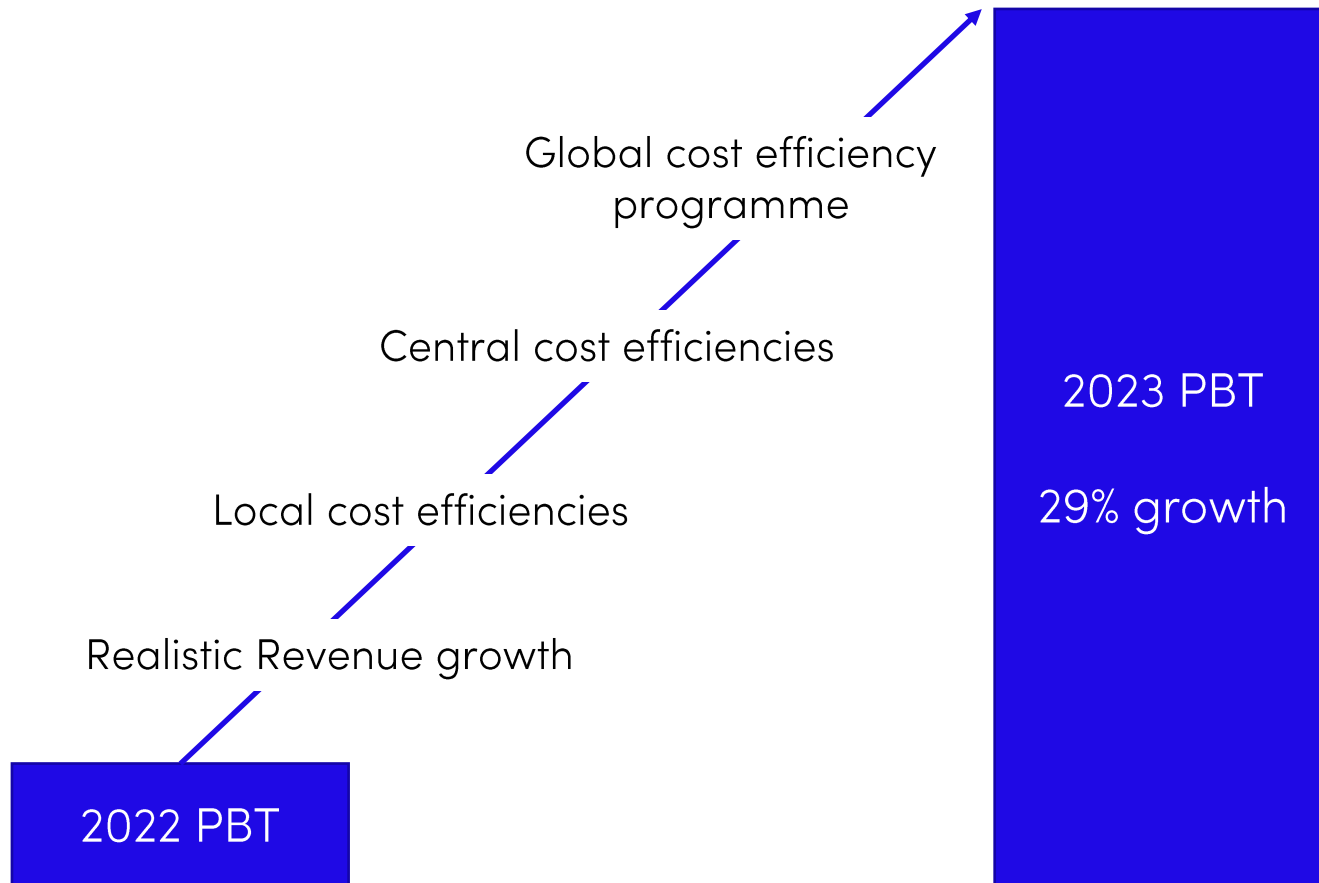 Global cost efficiency
programme
Central cost efficiencies
2023 PBT
29% growth
Local cost efficiencies
Realistic Revenue growth
2022 PBT